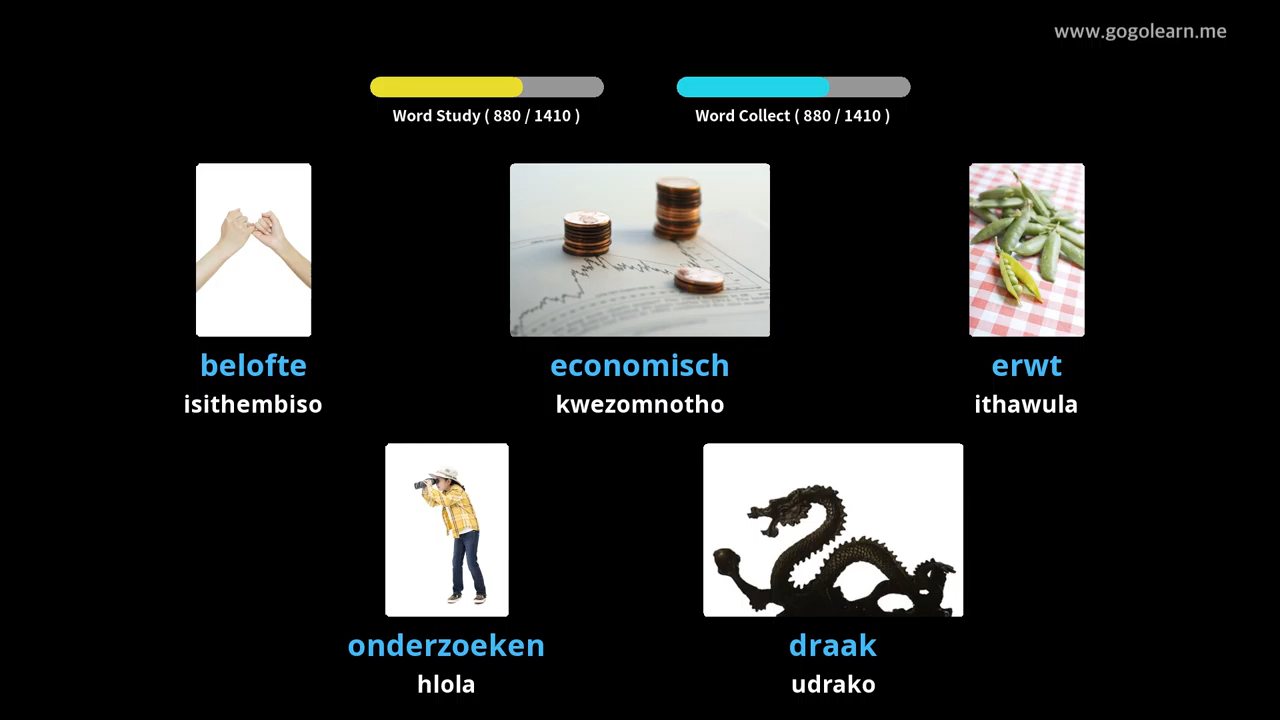 www.gogolearn.me
Word Study ( 880 / 1410 )
Word Collect ( 880 / 1410 )
belofte
isithembiso
economisch
kwezomnotho
erwt
ithawula
onderzoeken
hlola
draak
udrako